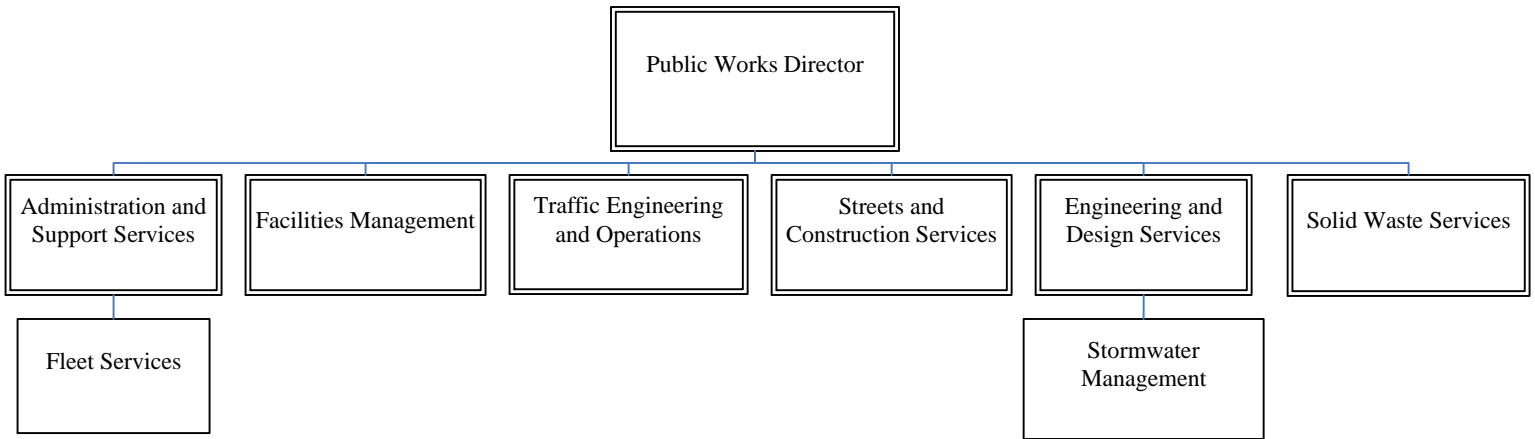 Public Works Director
Administration and
Support Services
Facilities Management
Traffic Engineering
and Operations
Streets and
Construction Services
Engineering and
Design Services
Solid Waste Services
Fleet Services
Stormwater
Management